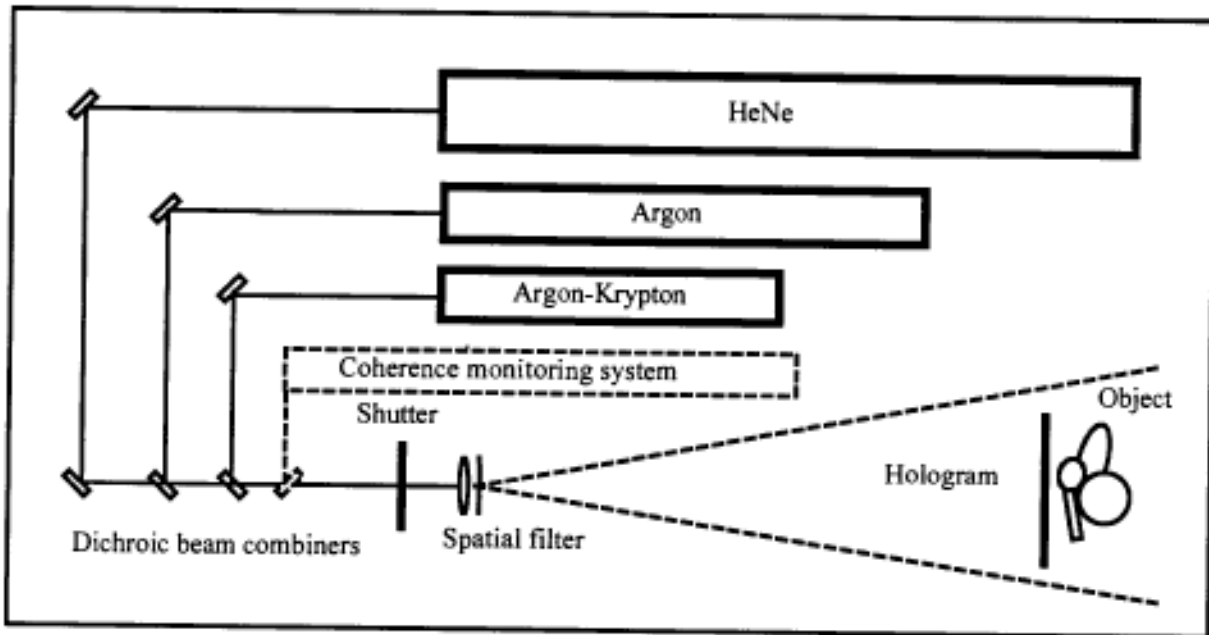 HeNe
Argon
Argon-Krypton
Coherence monitoring system
Shutter
Object
Hologram
Spatial filter
Dichroic beam combiners